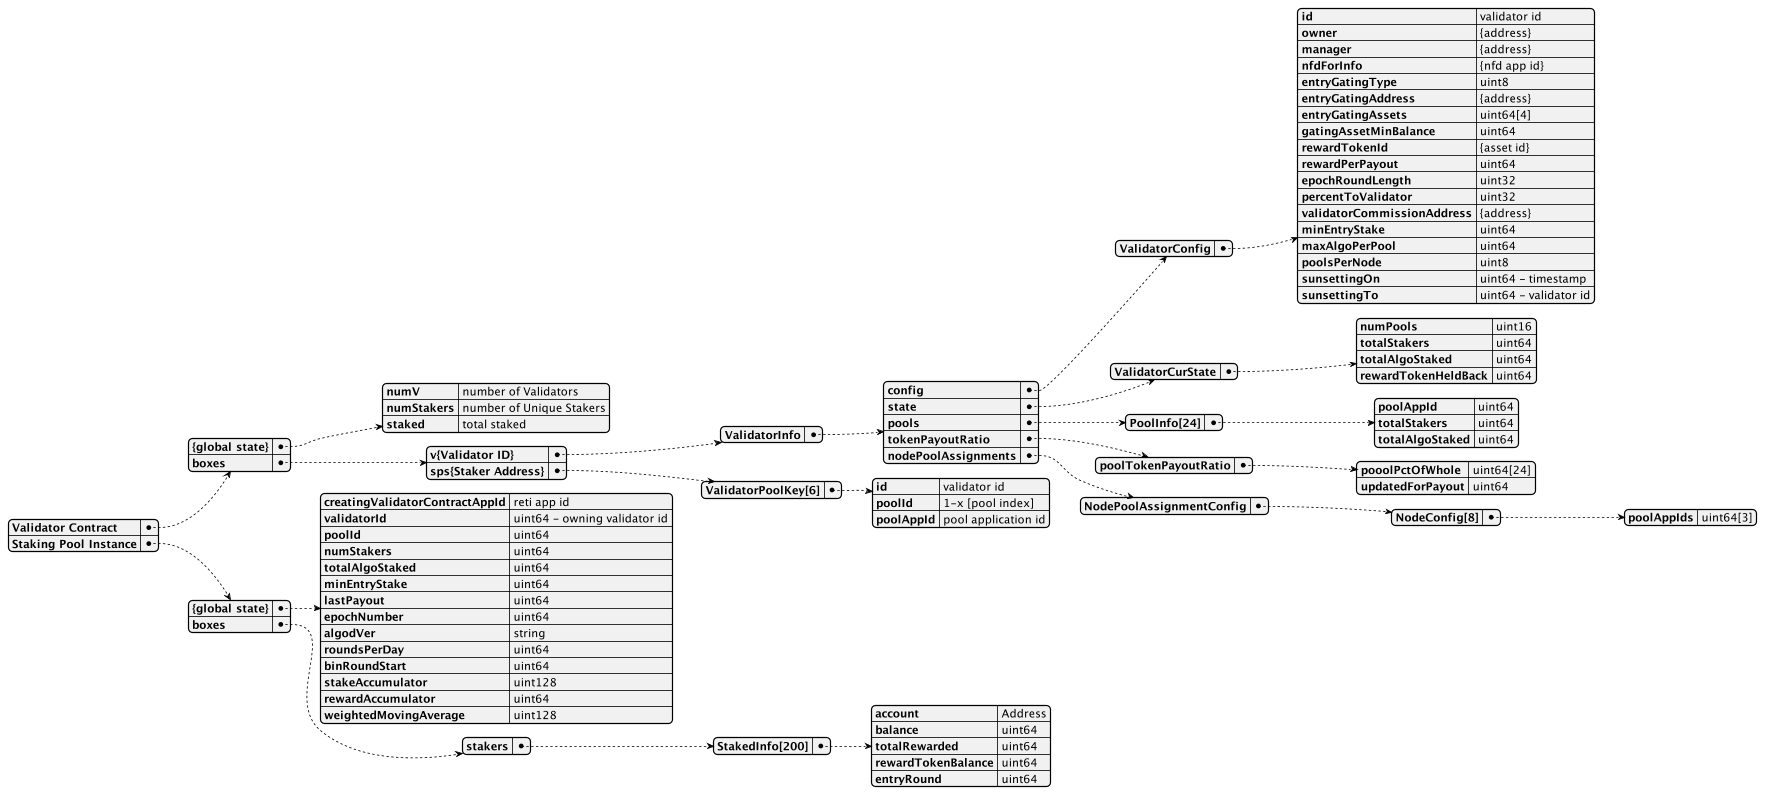 id validator id
owner {address}
manager {address}
nfdForInfo {nfd app id}
entryGatingType uint8
entryGatingAddress {address}
entryGatingAssets uint64[4]
gatingAssetMinBalance uint64
rewardTokenId {asset id}
rewardPerPayout uint64
epochRoundLength uint32
percentToValidator uint32
validatorCommissionAddress {address}
minEntryStake uint64
maxAlgoPerPool uint64
poolsPerNode uint8
sunsettingOn uint64 - timestamp
sunsettingTo uint64 - validator id
ValidatorConfig
numPools uint16
totalStakers uint64
totalAlgoStaked uint64
rewardTokenHeldBack uint64
ValidatorCurState
config
state
pools
tokenPayoutRatio
nodePoolAssignments
numV number of Validators
numStakers number of Unique Stakers
staked total staked
PoolInfo[24]
poolAppId uint64
totalStakers uint64
totalAlgoStaked uint64
ValidatorInfo
{global state}
boxes
v{Validator ID}
sps{Staker Address}
poolTokenPayoutRatio
pooolPctOfWhole uint64[24]
updatedForPayout uint64
ValidatorPoolKey[6]
id validator id
poolId 1-x [pool index]
poolAppId pool application id
NodePoolAssignmentConfig
NodeConfig[8]
poolAppIds uint64[3]
Validator Contract
Staking Pool Instance
creatingValidatorContractAppId reti app id
validatorId uint64 - owning validator id
poolId uint64
numStakers uint64
totalAlgoStaked uint64
minEntryStake uint64
lastPayout uint64
epochNumber uint64
algodVer string
roundsPerDay uint64
binRoundStart uint64
stakeAccumulator uint128
rewardAccumulator uint64
weightedMovingAverage uint128
{global state}
boxes
stakers
StakedInfo[200]
account Address
balance uint64
totalRewarded uint64
rewardTokenBalance uint64
entryRound uint64